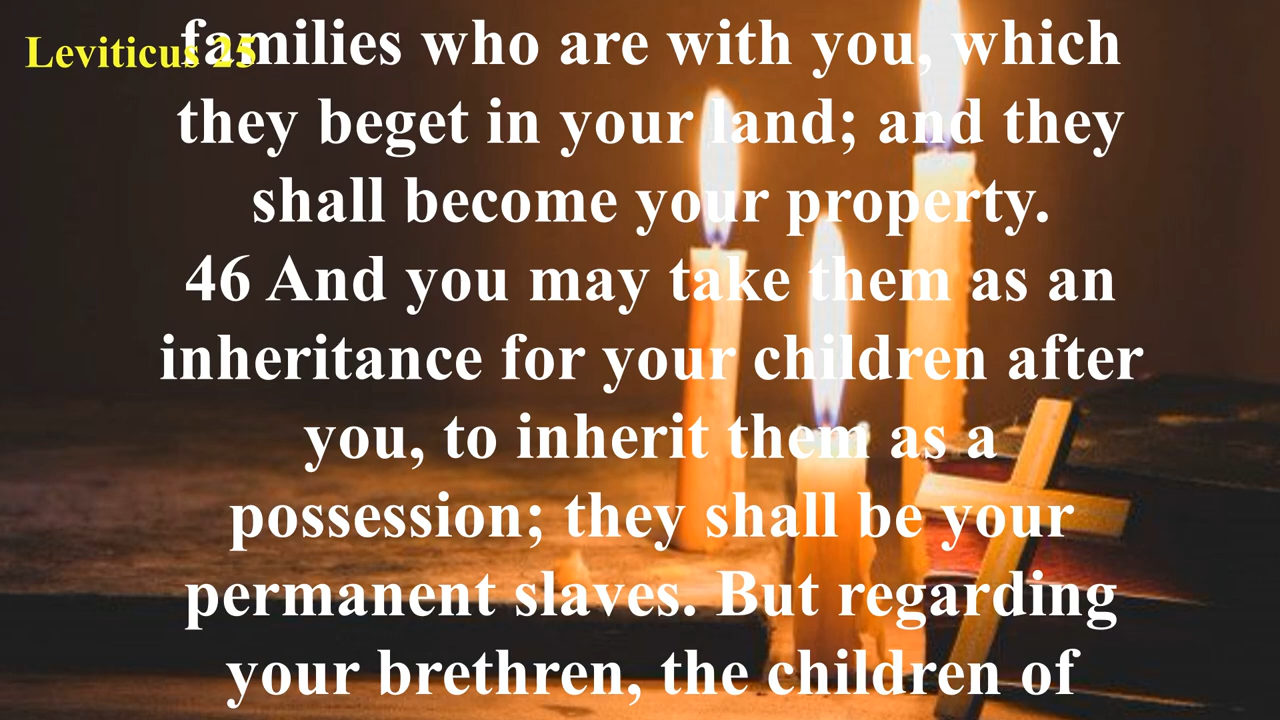 Leviticus 25
families who are with you, which
they beget in your land; and they
shall become your property.
46 And you may take them as an
inheritance for your children after
you, to inherit them as a
possession; they shall be your
permanent slaves. But regarding
your brethren, the children of